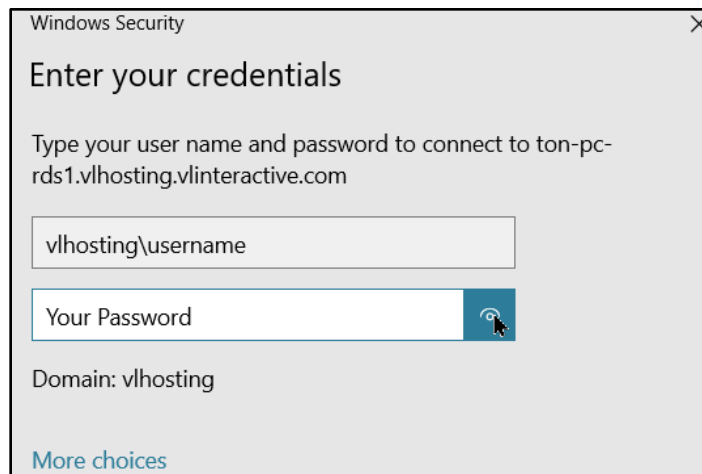 Windows Security
Enter your credentials
Type your user name and password to connect to ton-pc-
rds1.vlhosting.vlinteractive.com
vlhosting\username
Your Password
Domain: vlhosting
More choices